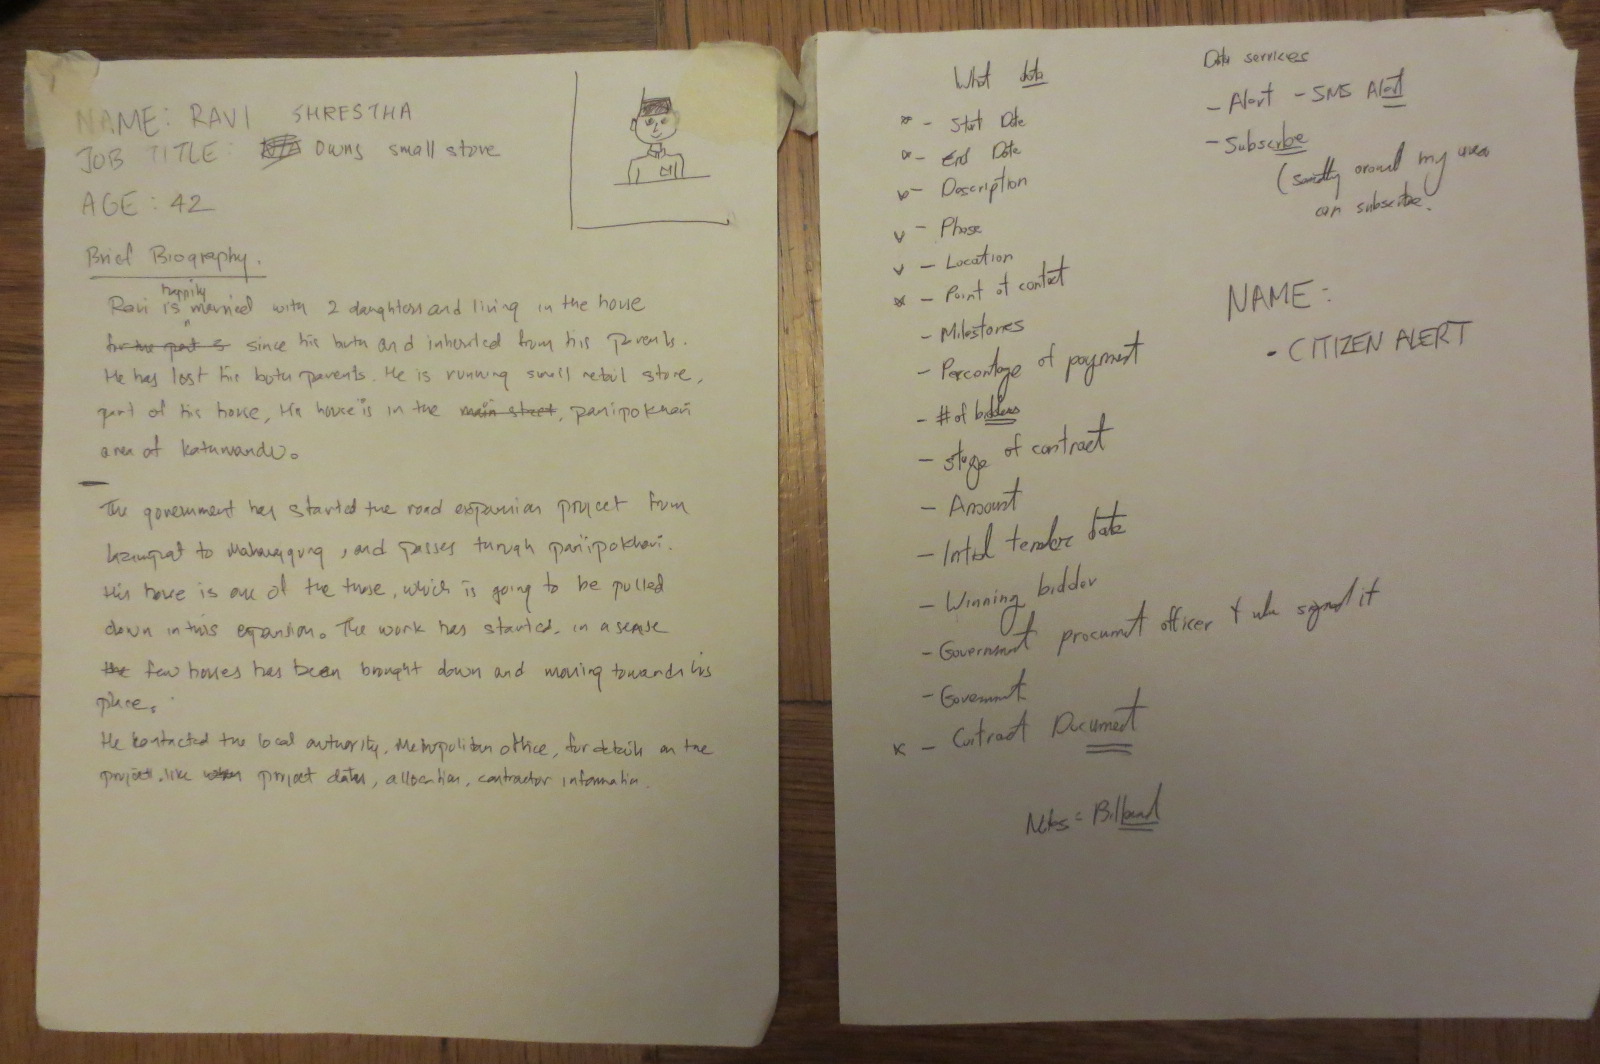 NAME: RAVI SHRESTHA
JOB TITLE: Owns small store
AGE: 42
Brief Biography.
Ravi is happily married with 2 daughters and living in the house
since his birth and inherited from his parents.
He has lost his both parents. He is running small retail store,
part of his house, His house is in the main street, panipokhari
area of Katumandu.
The government has started the road expansion project from
lazimpat to Maharajgung, and passes through panipokhari.
His house is one of the those, which is going to be pulled
down in this expansion. The work has started, in a sense
the few houses has been brought down and moving towards his
place.
He contacted the local authority, Metropolitan office, for details on the
project, like when project dates, allocation, contractor information.
What data
- Start Date
- End Date
- Description
- Phase
- Location
- Point of contact
- Milestones
- Percentage of payment
- # of bidders
- stage of contract
- Amount
- Intial tender date
- Winning bidder
- Government procument officer & who signed it
- Government
- Contract Document
Notes = Billboard
Data services
- Alert - SMS Alert
- Subscribe
around my area
can subscribe.
NAME:
• CITIZEN ALERT